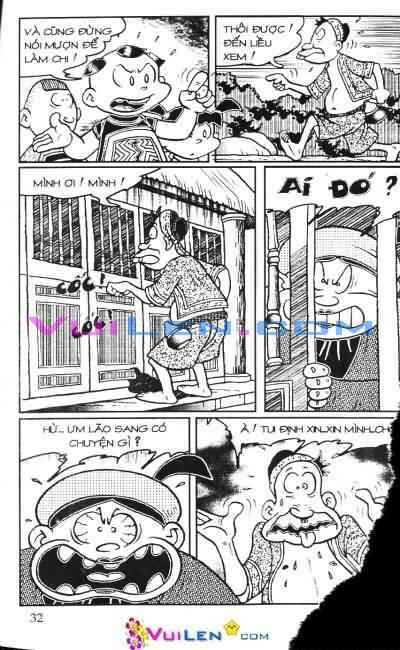 VÀ CŨNG ĐỪNG
NÓI MƯỢN ĐỂ
LÀM CHI !
THÔI ĐƯỢC !
ĐẾN LIỀU
XEM !
MÌNH ƠI ! MÌNH !
CỐC !
CỐC !
AI ĐÓ ?
VuiLen.com
HỪ... ƯM LÃO SANG CÓ
CHUYỆN GÌ ?
À ! TUI ĐỊNH XIN..XIN MÌNH..CHO
32
VuiLen.com